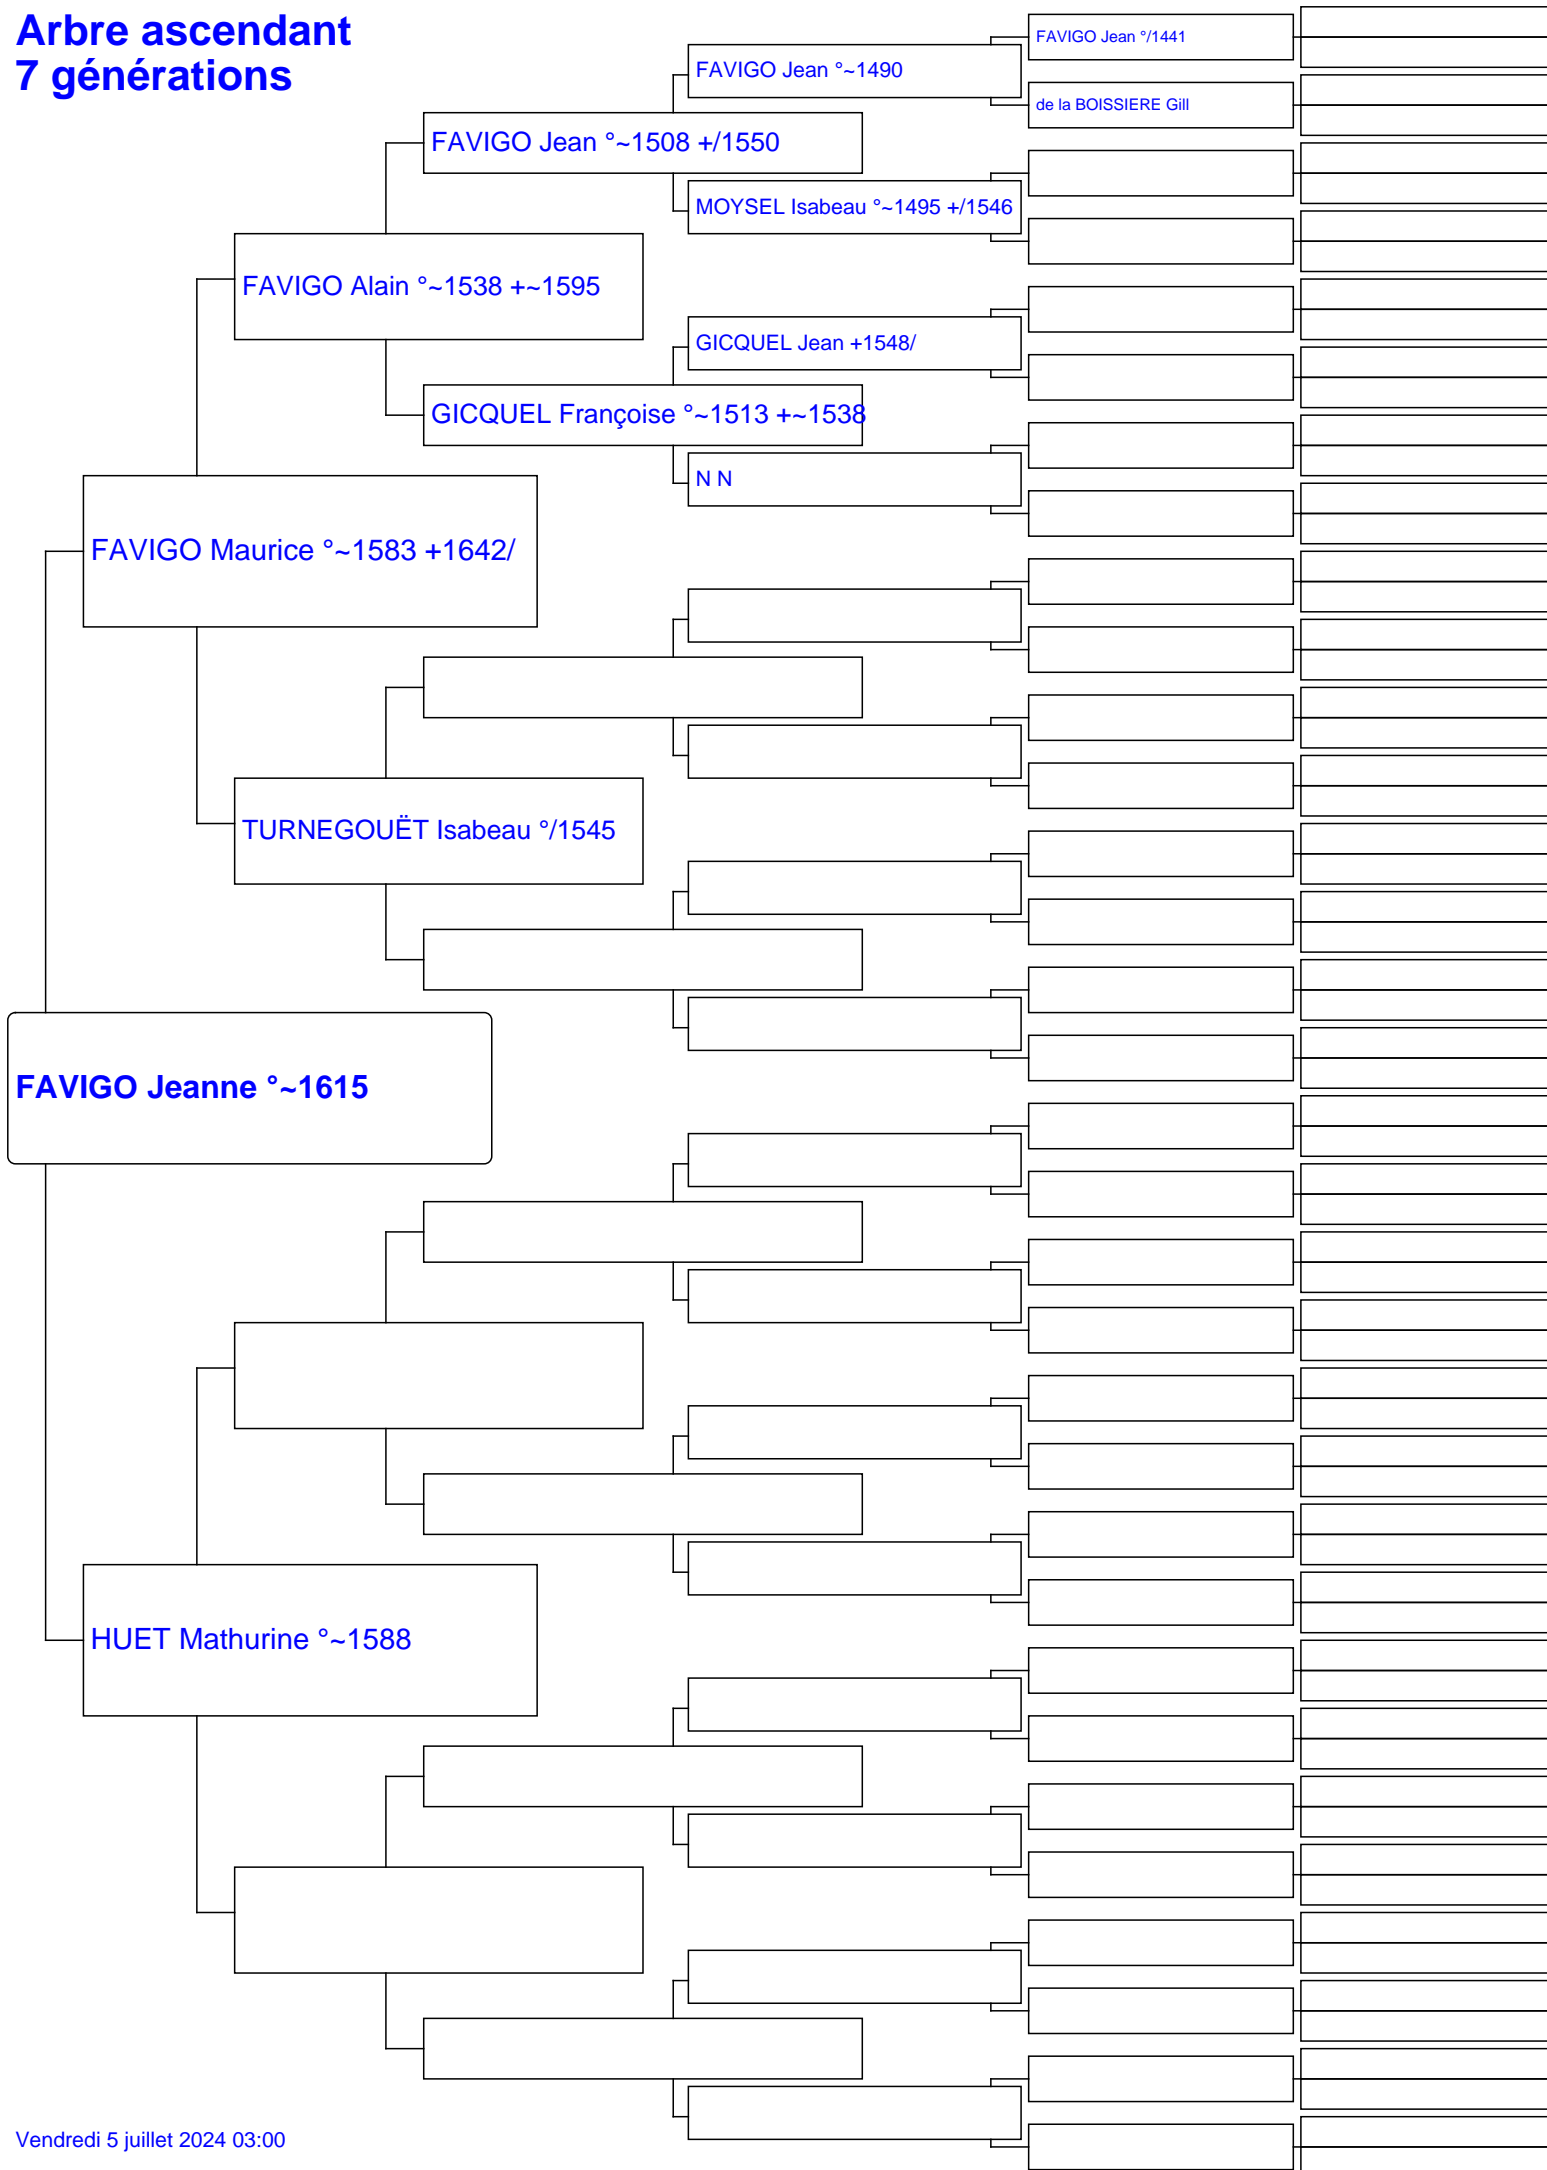 Arbre ascendant
7 générations
FAVIGO Jean °/1441
FAVIGO Jean °~1490
de la BOISSIERE Gill
FAVIGO Jean °~1508 +/1550
MOYSEL Isabeau °~1495 +/1546
FAVIGO Alain °~1538 +~1595
GICQUEL Jean +1548/
GICQUEL Françoise °~1513 +~1538
N N
FAVIGO Maurice °~1583 +1642/
TURNEGOUËT Isabeau °/1545
FAVIGO Jeanne °~1615
HUET Mathurine °~1588
Vendredi 5 juillet 2024 03:00